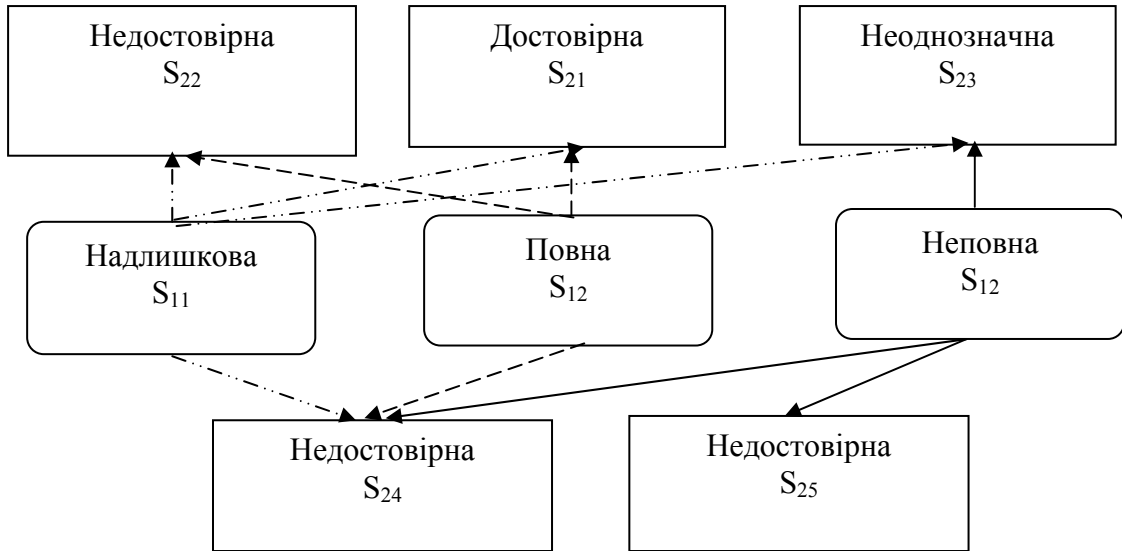 Недостовірна
S₂₂
Достовірна
S₂₁
Неоднозначна
S₂₃
Надлишкова
S₁₁
Повна
S₁₂
Неповна
S₁₂
Недостовірна
S₂₄
Недостовірна
S₂₅